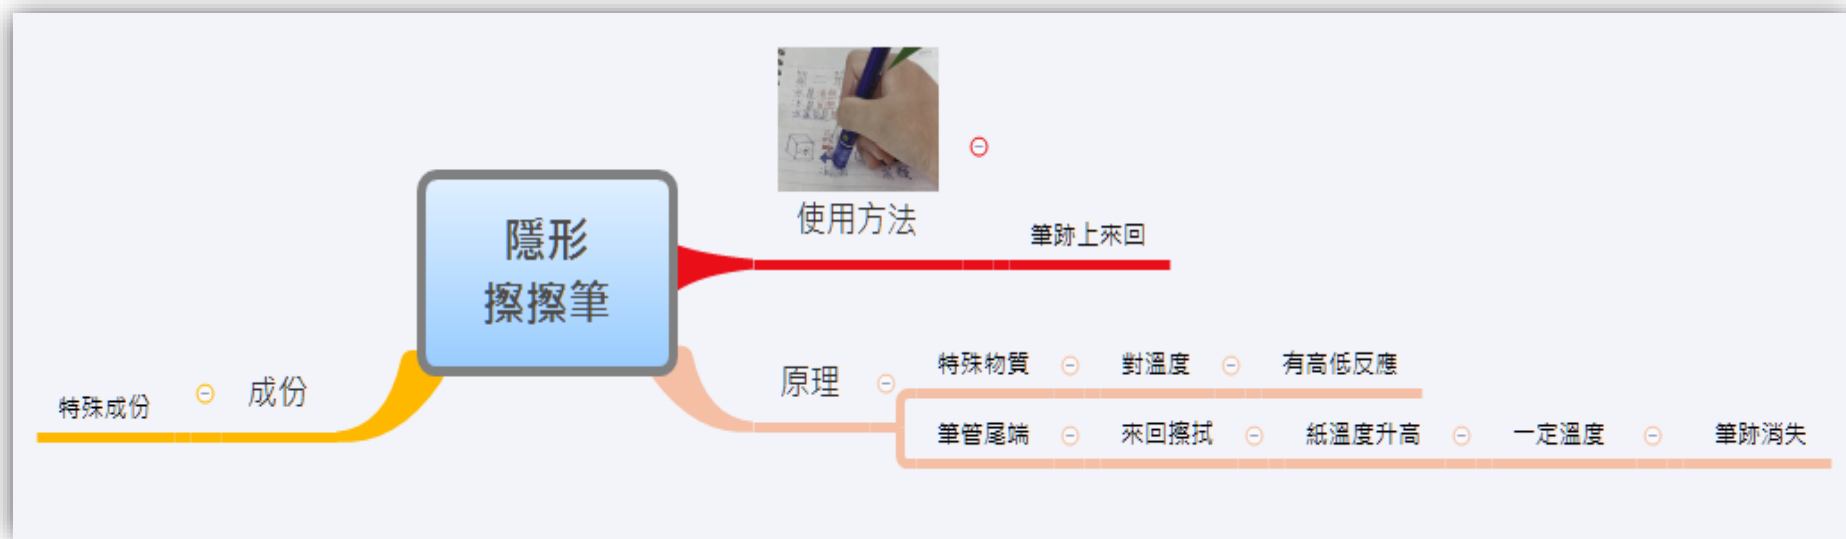 隱形
擦擦筆
使用方法
筆跡上來回
原理
特殊物質 對溫度 有高低反應
筆管尾端 來回擦拭 紙溫度升高 一定溫度 筆跡消失
成份
特殊成份